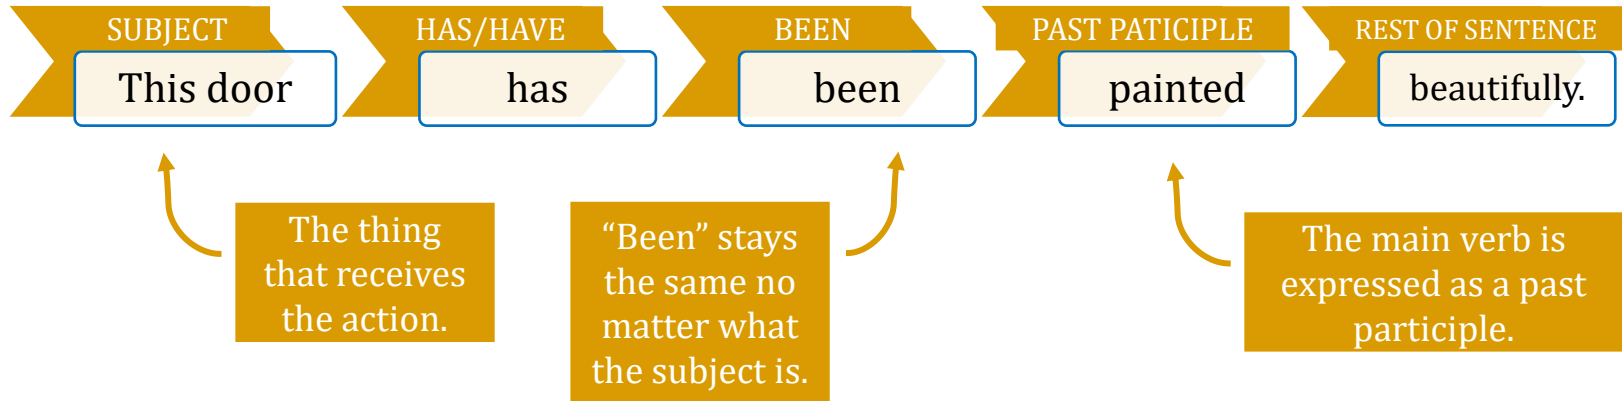 SUBJECT
HAS/HAVE
BEEN
PAST PATICIPLE
REST OF SENTENCE
This door
has
been
painted
beautifully.
The thing
that receives
the action.
“Been” stays
the same no
matter what
the subject is.
The main verb is
expressed as a past
participle.